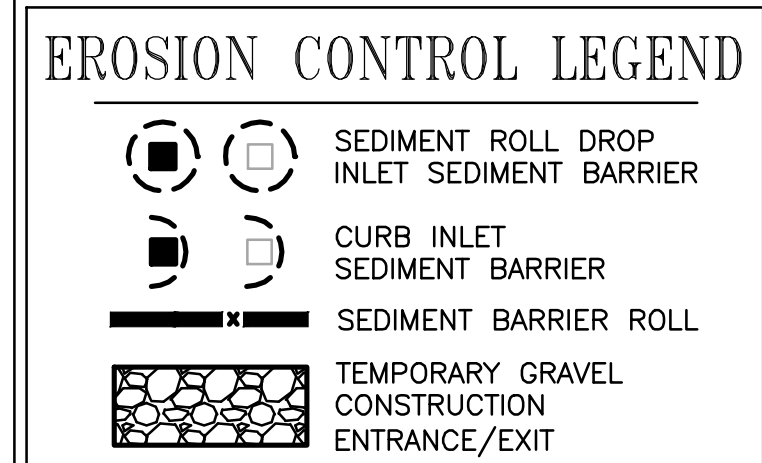 EROSION CONTROL LEGEND
SEDIMENT ROLL DROP
INLET SEDIMENT BARRIER
CURB INLET
SEDIMENT BARRIER
x SEDIMENT BARRIER ROLL
TEMPORARY GRAVEL
CONSTRUCTION
ENTRANCE/EXIT